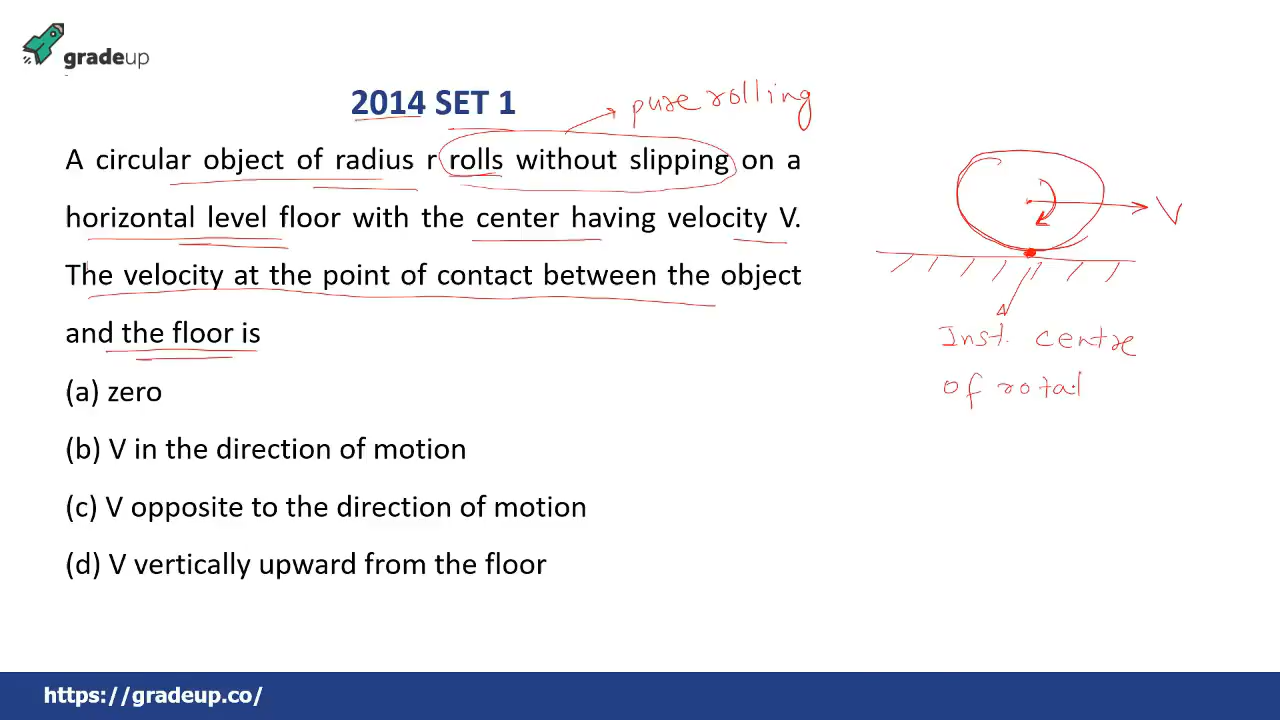 gradeup
2014 SET 1
pure rolling
A circular object of radius r rolls without slipping on a
horizontal level floor with the center having velocity V.
The velocity at the point of contact between the object
and the floor is
(a) zero
(b) V in the direction of motion
(c) V opposite to the direction of motion
(d) V vertically upward from the floor
V
Inst. centre
of rotat
https://gradeup.co/